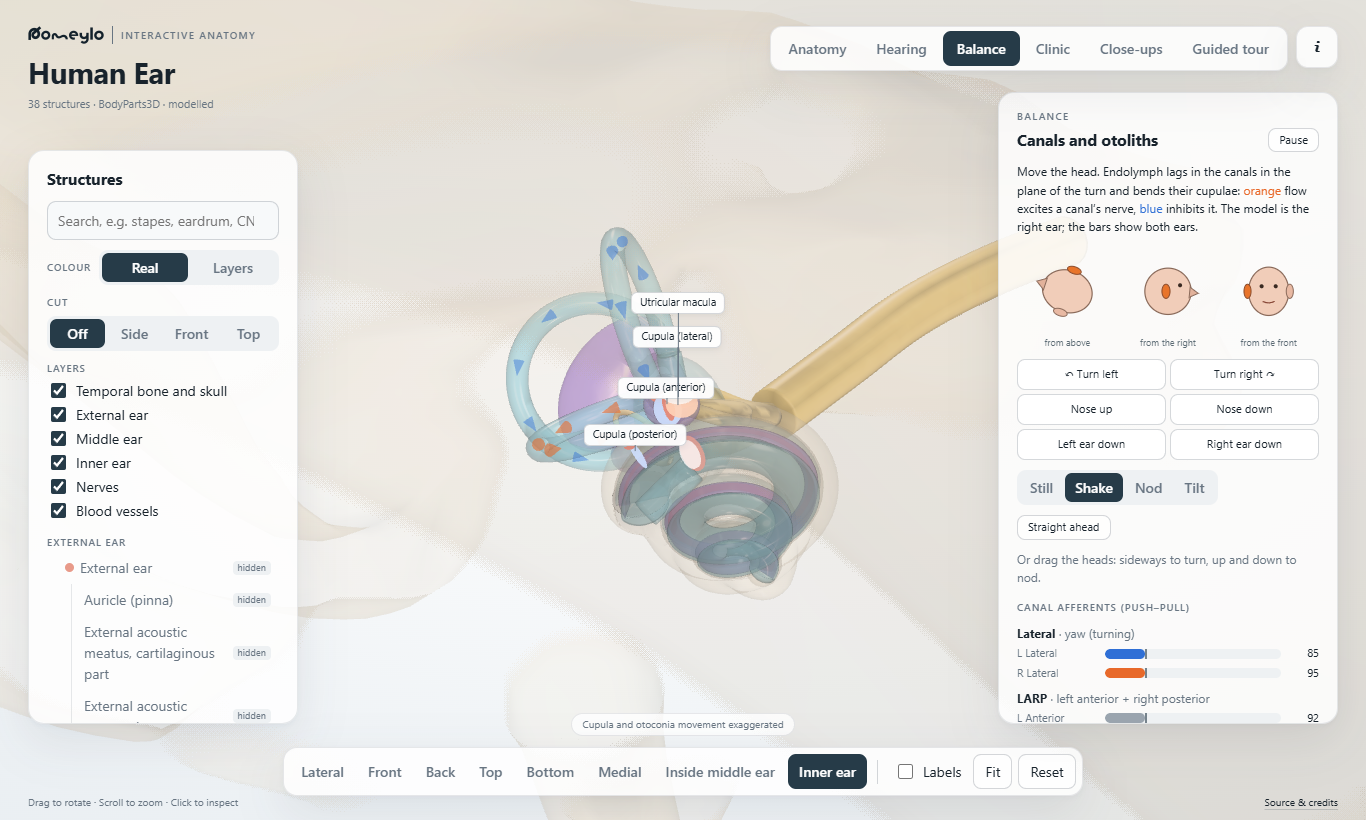 Pomeylo
INTERACTIVE ANATOMY
Human Ear
38 structures · BodyParts3D · modelled
Anatomy
Hearing
Balance
Clinic
Close-ups
Guided tour
i
Structures
Search, e.g. stapes, eardrum, CN
COLOUR
Real
Layers
CUT
Off
Side
Front
Top
LAYERS
Temporal bone and skull
External ear
Middle ear
Inner ear
Nerves
Blood vessels
EXTERNAL EAR
External ear
hidden
Auricle (pinna)
hidden
External acoustic
meatus, cartilaginous
part
hidden
External acoustic
hidden
Utricular macula
Cupula (lateral)
Cupula (anterior)
Cupula (posterior)
Cupula and otoconia movement exaggerated
BALANCE
Canals and otoliths
Pause
Move the head. Endolymph lags in the canals in the
plane of the turn and bends their cupulae: orange flow
excites a canal's nerve, blue inhibits it. The model is the
right ear; the bars show both ears.
from above
from the right
from the front
↶ Turn left
Turn right ↷
Nose up
Nose down
Left ear down
Right ear down
Still
Shake
Nod
Tilt
Straight ahead
Or drag the heads: sideways to turn, up and down to
nod.
CANAL AFFERENTS (PUSH–PULL)
Lateral · yaw (turning)
L Lateral
85
R Lateral
95
LARP · left anterior + right posterior
L Anterior
92
Lateral
Front
Back
Top
Bottom
Medial
Inside middle ear
Inner ear
Labels
Fit
Reset
Drag to rotate · Scroll to zoom · Click to inspect
Source & credits